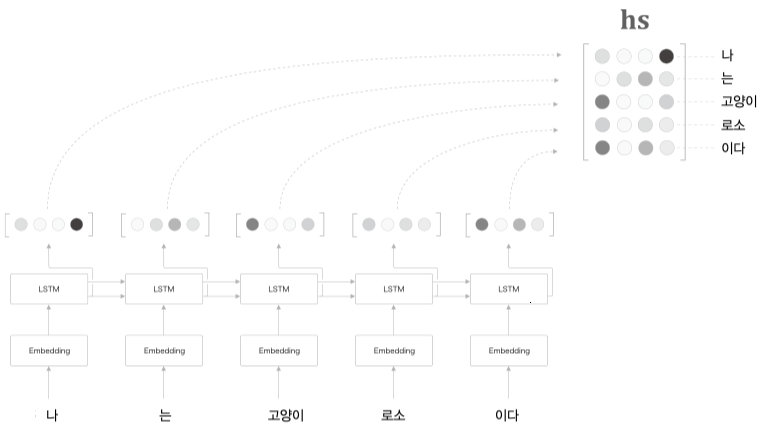 hs
나
는
고양이
로소
이다
LSTM LSTM LSTM LSTM LSTM
Embedding Embedding Embedding Embedding Embedding
나 는 고양이 로소 이다